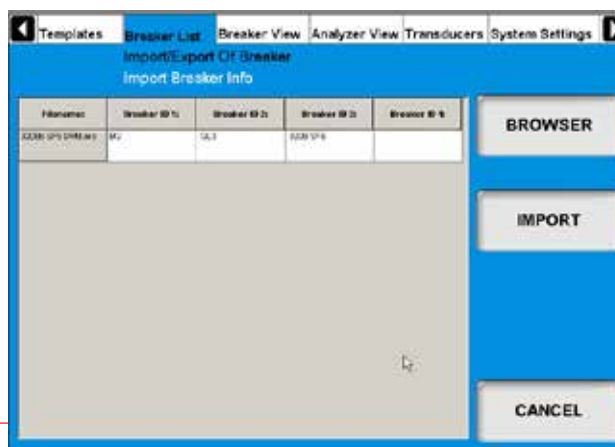 Templates Breaker List Breaker View Analyzer View Transducers System Settings
Import/Export Of Breaker
Import Breaker Info
Filenames Breaker ID 1: Breaker ID 2: Breaker ID 3: Breaker ID 4:
BROWSER
IMPORT
CANCEL